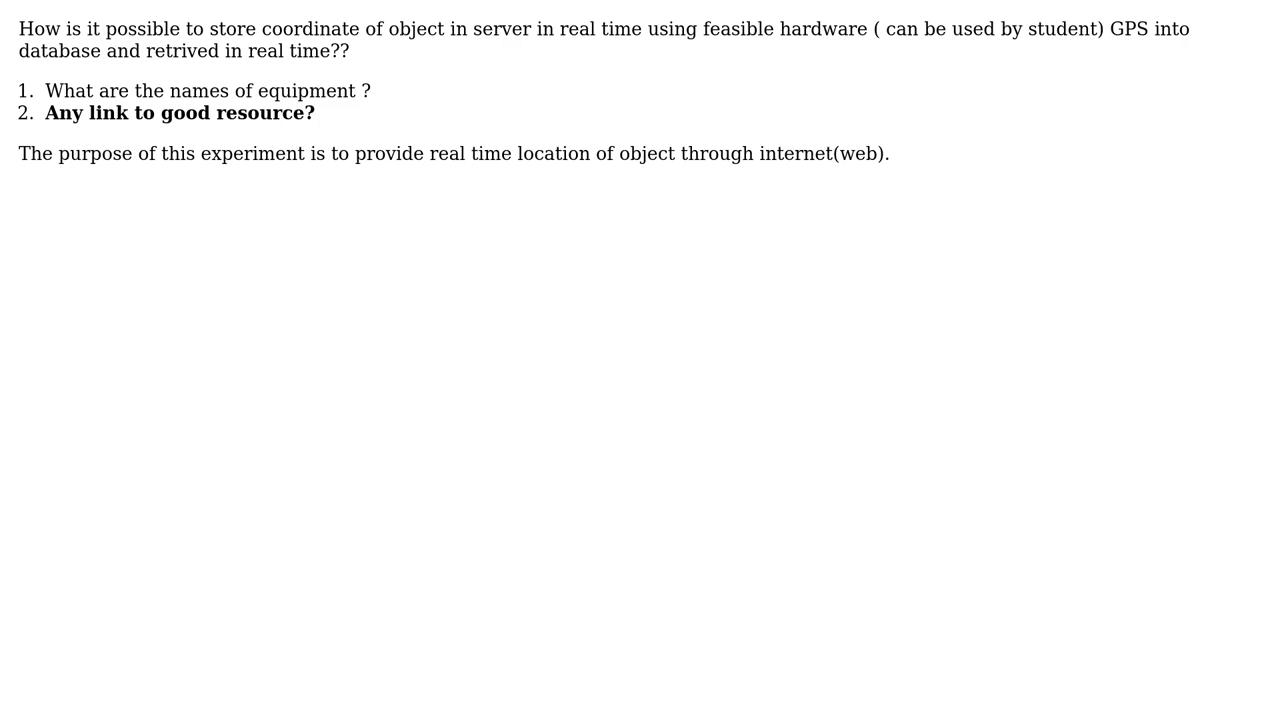 How is it possible to store coordinate of object in server in real time using feasible hardware ( can be used by student) GPS into
database and retrived in real time??
1. What are the names of equipment ?
2. Any link to good resource?
The purpose of this experiment is to provide real time location of object through internet(web).